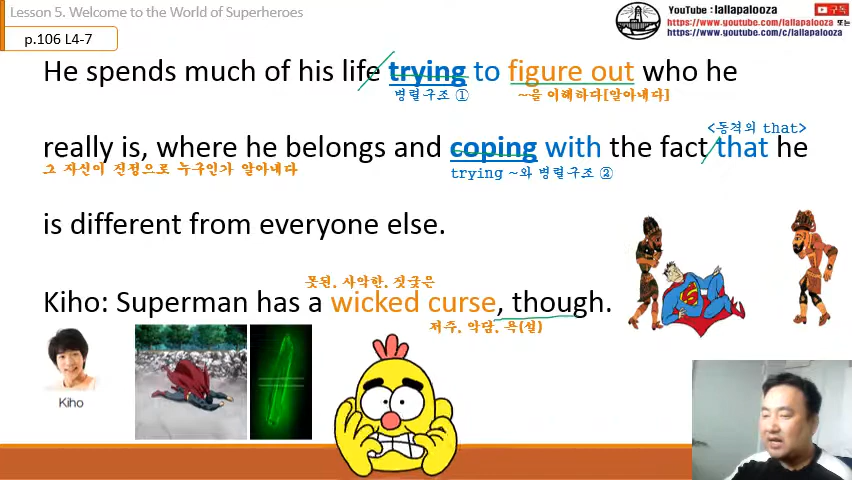 Lesson 5. Welcome to the World of Superheroes
YouTube : lallapalooza
구독
https://www.youtube.com/lallapalooza 또는
https://www.youtube.com/c/lallapalooza/
p.106 L4-7
He spends much of his life trying to figure out who he
병렬구조 ① ~을 이해하다[알아내다]
<동격의 that>
really is, where he belongs and coping with the fact that he
그 자신이 진정으로 누구인가 알아내다 trying ~와 병렬구조 ②
is different from everyone else.
못된, 사악한, 짓궂은
Kiho: Superman has a wicked curse, though.
저주, 악담, 욕(설)
Kiho